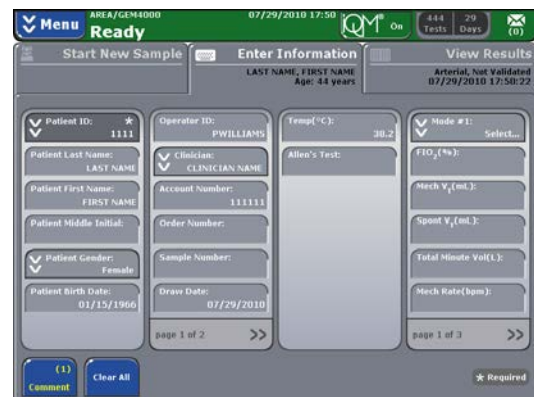 Menu
AREA/GEM4000
Ready
07/29/2010 17:50
iQM® On
444 Tests
29 Days
(0)
Start New Sample
Enter Information
LAST NAME, FIRST NAME
Age: 44 years
View Results
Arterial, Not Validated
07/29/2010 17:50:22
Patient ID: *
1111
Patient Last Name:
LAST NAME
Patient First Name:
FIRST NAME
Patient Middle Initial:
Patient Gender:
Female
Patient Birth Date:
01/15/1966
Operator ID:
PWILLIAMS
Clinician:
CLINICIAN NAME
Account Number:
111111
Order Number:
Sample Number:
Draw Date:
07/29/2010
page 1 of 2 >>
Temp(°C):
38.2
Allen's Test:
Mode #1:
Select...
FIO₂(%):
Mech V_T(mL):
Spont V_T(mL):
Total Minute Vol(L):
Mech Rate(bpm):
page 1 of 3 >>
(1)
Comment
Clear All
* Required